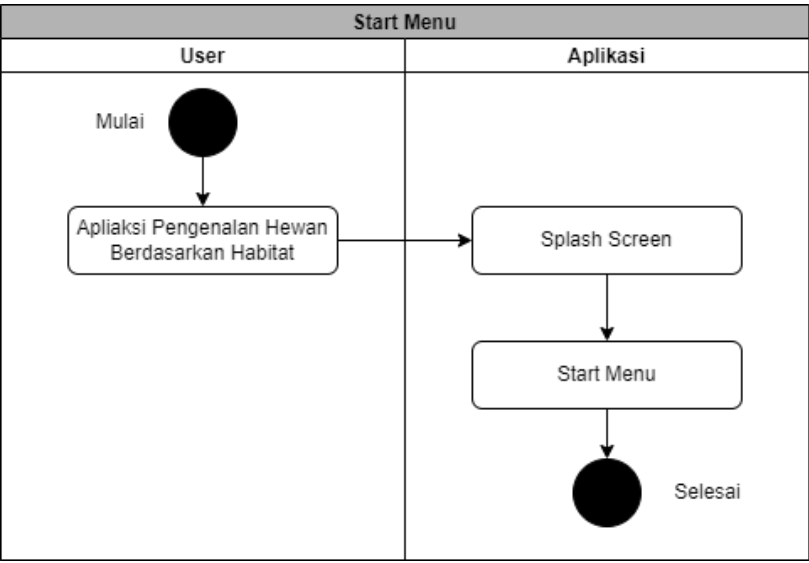 Start Menu
User
Aplikasi
Mulai
Apliaksi Pengenalan Hewan
Berdasarkan Habitat
Splash Screen
Start Menu
Selesai